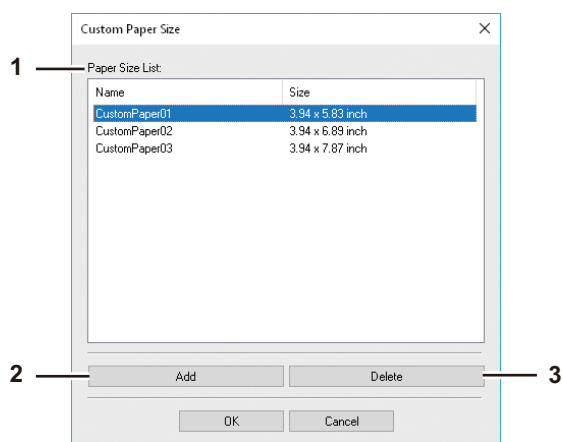 Custom Paper Size
1
Paper Size List:
Name Size
CustomPaper01 3.94 x 5.83 inch
CustomPaper02 3.94 x 6.89 inch
CustomPaper03 3.94 x 7.87 inch
2 Add Delete 3
OK Cancel